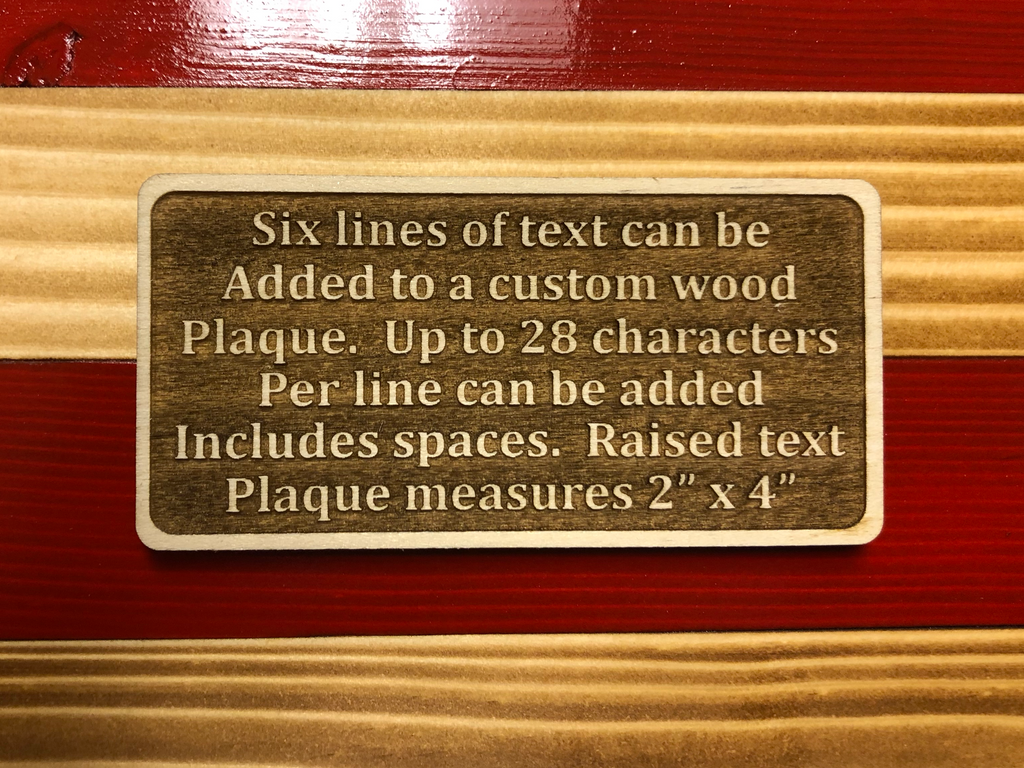 Six lines of text can be
Added to a custom wood
Plaque.  Up to 28 characters
Per line can be added
Includes spaces.  Raised text
Plaque measures 2” x 4”